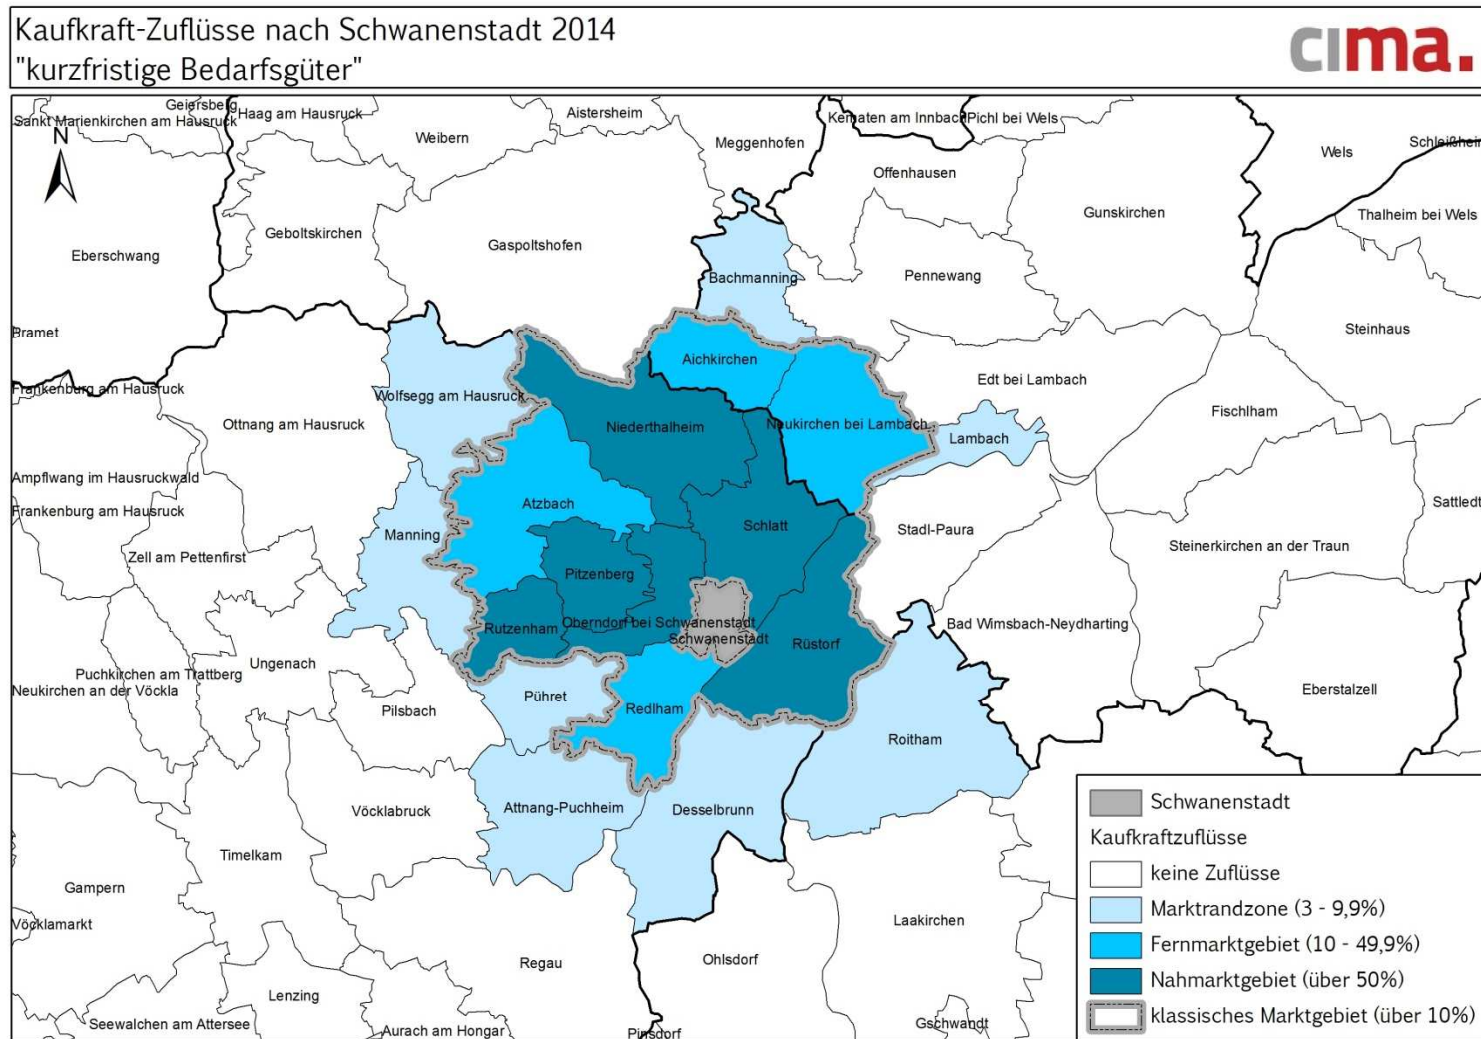 Kaufkraft-Zuflüsse nach Schwanenstadt 2014
"kurzfristige Bedarfsgüter"
cima.
Geiersberg
Haag am Hausruck
Aistersheim
Kematen am Innbach
Pichl bei Wels
Sankt Marienkirchen am Hausruck
N
Weibern
Meggenhofen
Wels
Schleißheim
Offenhausen
Gunskirchen
Thalheim bei Wels
Geboltskirchen
Gaspoltshofen
Eberschwang
Bachmanning
Pennewang
Steinhaus
Bramet
Aichkirchen
Edt bei Lambach
Frankenburg am Hausruck
Wolfsegg am Hausruck
Fischlham
Ottnang am Hausruck
Niederthalheim
Neukirchen bei Lambach
Lambach
Ampflwang im Hausruckwald
Atzbach
Sattledt
Frankenburg am Hausruck
Schlatt
Stadl-Paura
Manning
Steinerkirchen an der Traun
Zell am Pettenfirst
Pitzenberg
Rutzenham
Oberndorf bei Schwanenstadt
Schwanenstadt
Rüstorf
Bad Wimsbach-Neydharting
Ungenach
Puchkirchen am Trattberg
Neukirchen an der Vöckla
Pühret
Eberstalzell
Pilsbach
Redlham
Roitham
Vöcklabruck
Attnang-Puchheim
Desselbrunn
Timelkam
Gampern
Vöcklamarkt
Laakirchen
Regau
Ohlsdorf
Lenzing
Seewalchen am Attersee
Aurach am Hongar
Pinsdorf
Gschwandt
Schwanenstadt
Kaufkraftzuflüsse
keine Zuflüsse
Marktrandzone (3 - 9,9%)
Fernmarktgebiet (10 - 49,9%)
Nahmarktgebiet (über 50%)
klassisches Marktgebiet (über 10%)